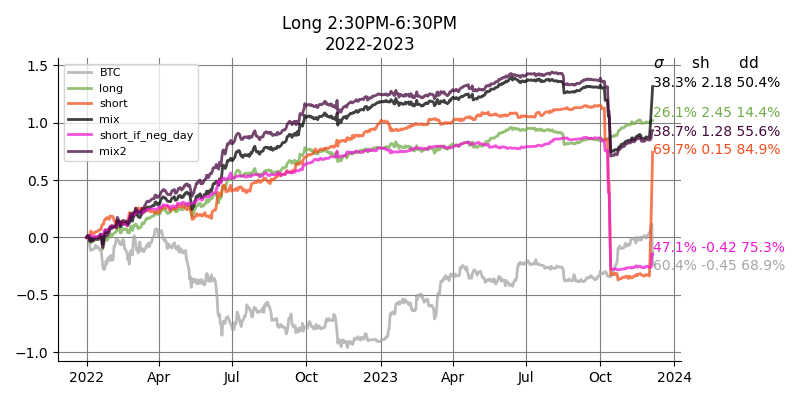 Long 2:30PM-6:30PM
2022-2023
σ sh dd
38.3% 2.18 50.4%
26.1% 2.45 14.4%
38.7% 1.28 55.6%
69.7% 0.15 84.9%
47.1% -0.42 75.3%
60.4% -0.45 68.9%
BTC
long
short
mix
short_if_neg_day
mix2
1.5
1.0
0.5
0.0
−0.5
−1.0
2022 Apr Jul Oct 2023 Apr Jul Oct 2024